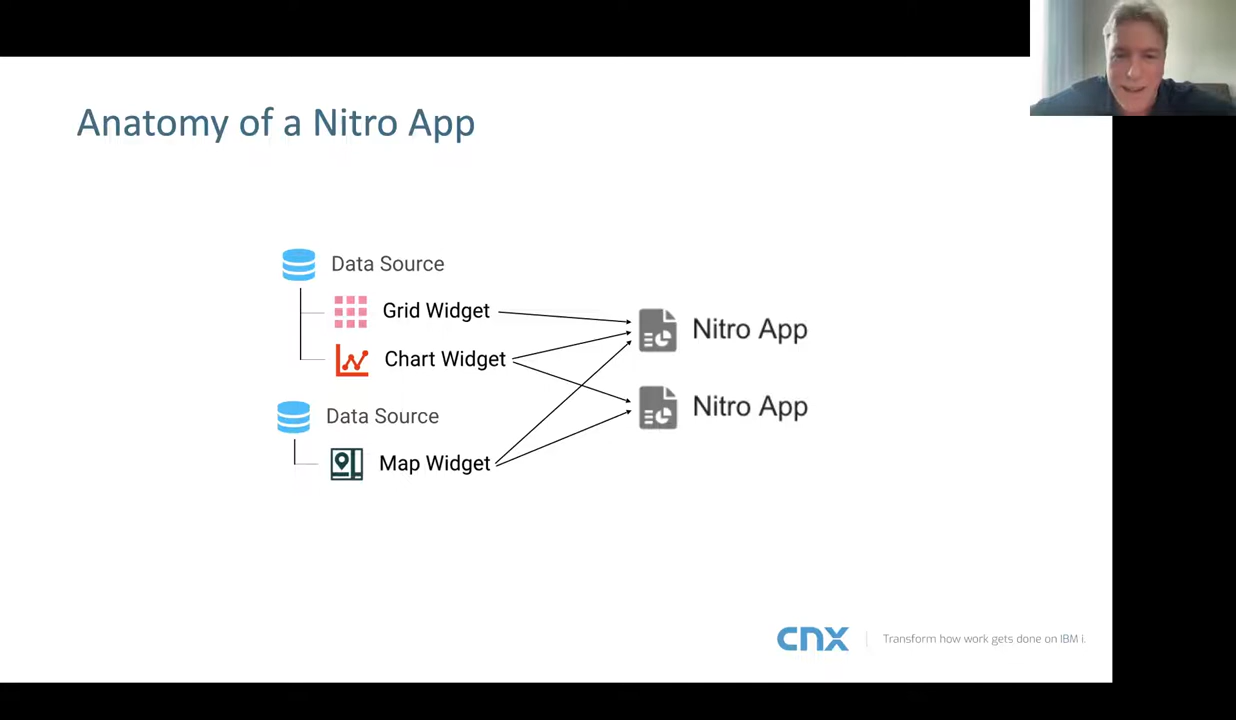 Anatomy of a Nitro App
Data Source
Grid Widget
Chart Widget
Data Source
Map Widget
Nitro App
Nitro App
cnx
Transform how work gets done on IBM i.